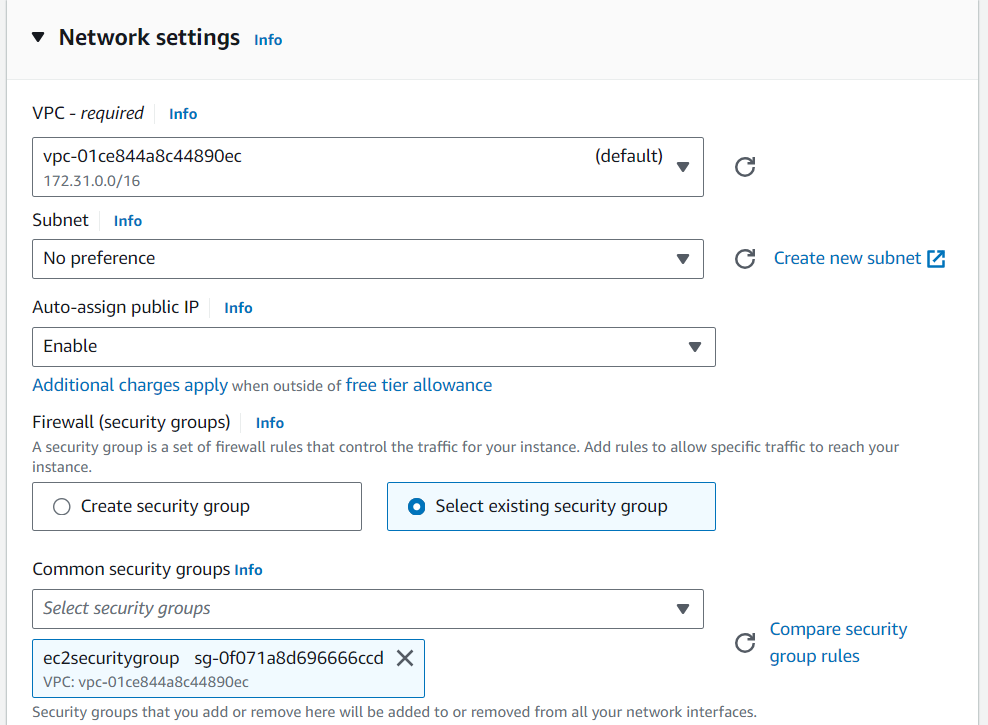 Network settings Info
VPC - required Info
vpc-01ce844a8c44890ec (default)
172.31.0.0/16
Subnet Info
No preference
Create new subnet
Auto-assign public IP Info
Enable
Additional charges apply when outside of free tier allowance
Firewall (security groups) Info
A security group is a set of firewall rules that control the traffic for your instance. Add rules to allow specific traffic to reach your
instance.
Create security group
Select existing security group
Common security groups Info
Select security groups
Compare security
group rules
ec2securitygroup sg-0f071a8d696666ccd
VPC: vpc-01ce844a8c44890ec
Security groups that you add or remove here will be added to or removed from all your network interfaces.